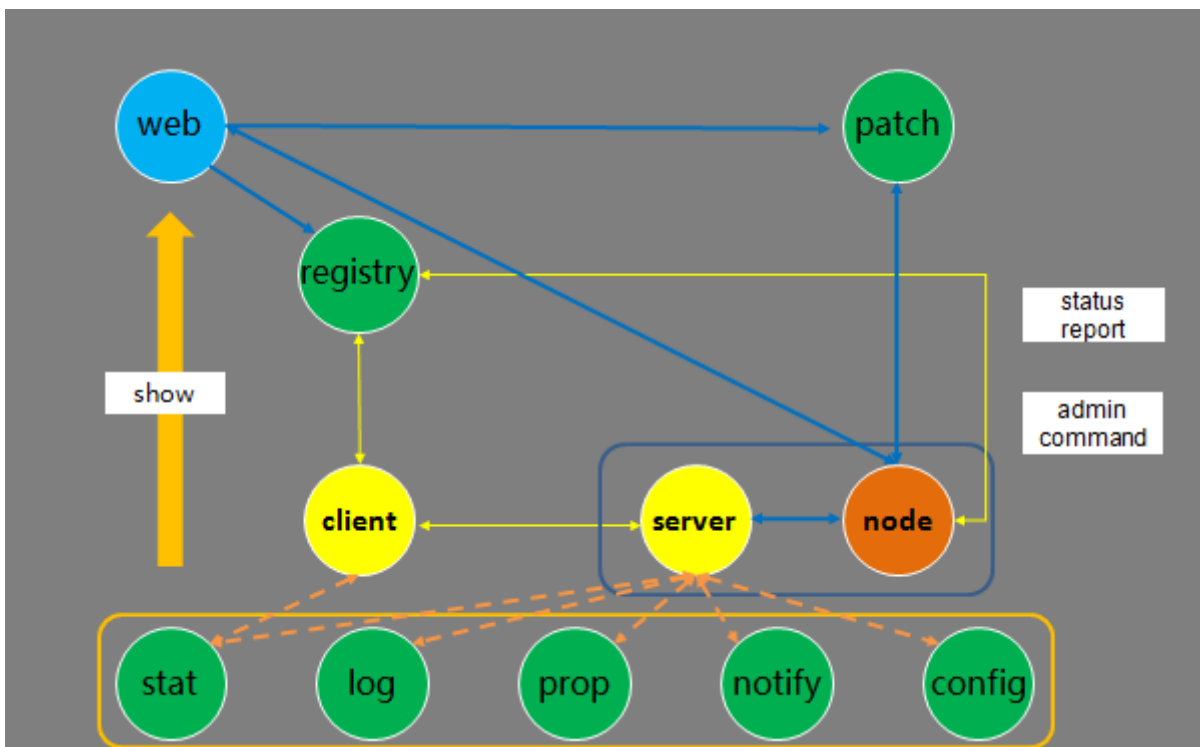 web
patch
registry
status
report
show
admin
command
client
server
node
stat
log
prop
notify
config